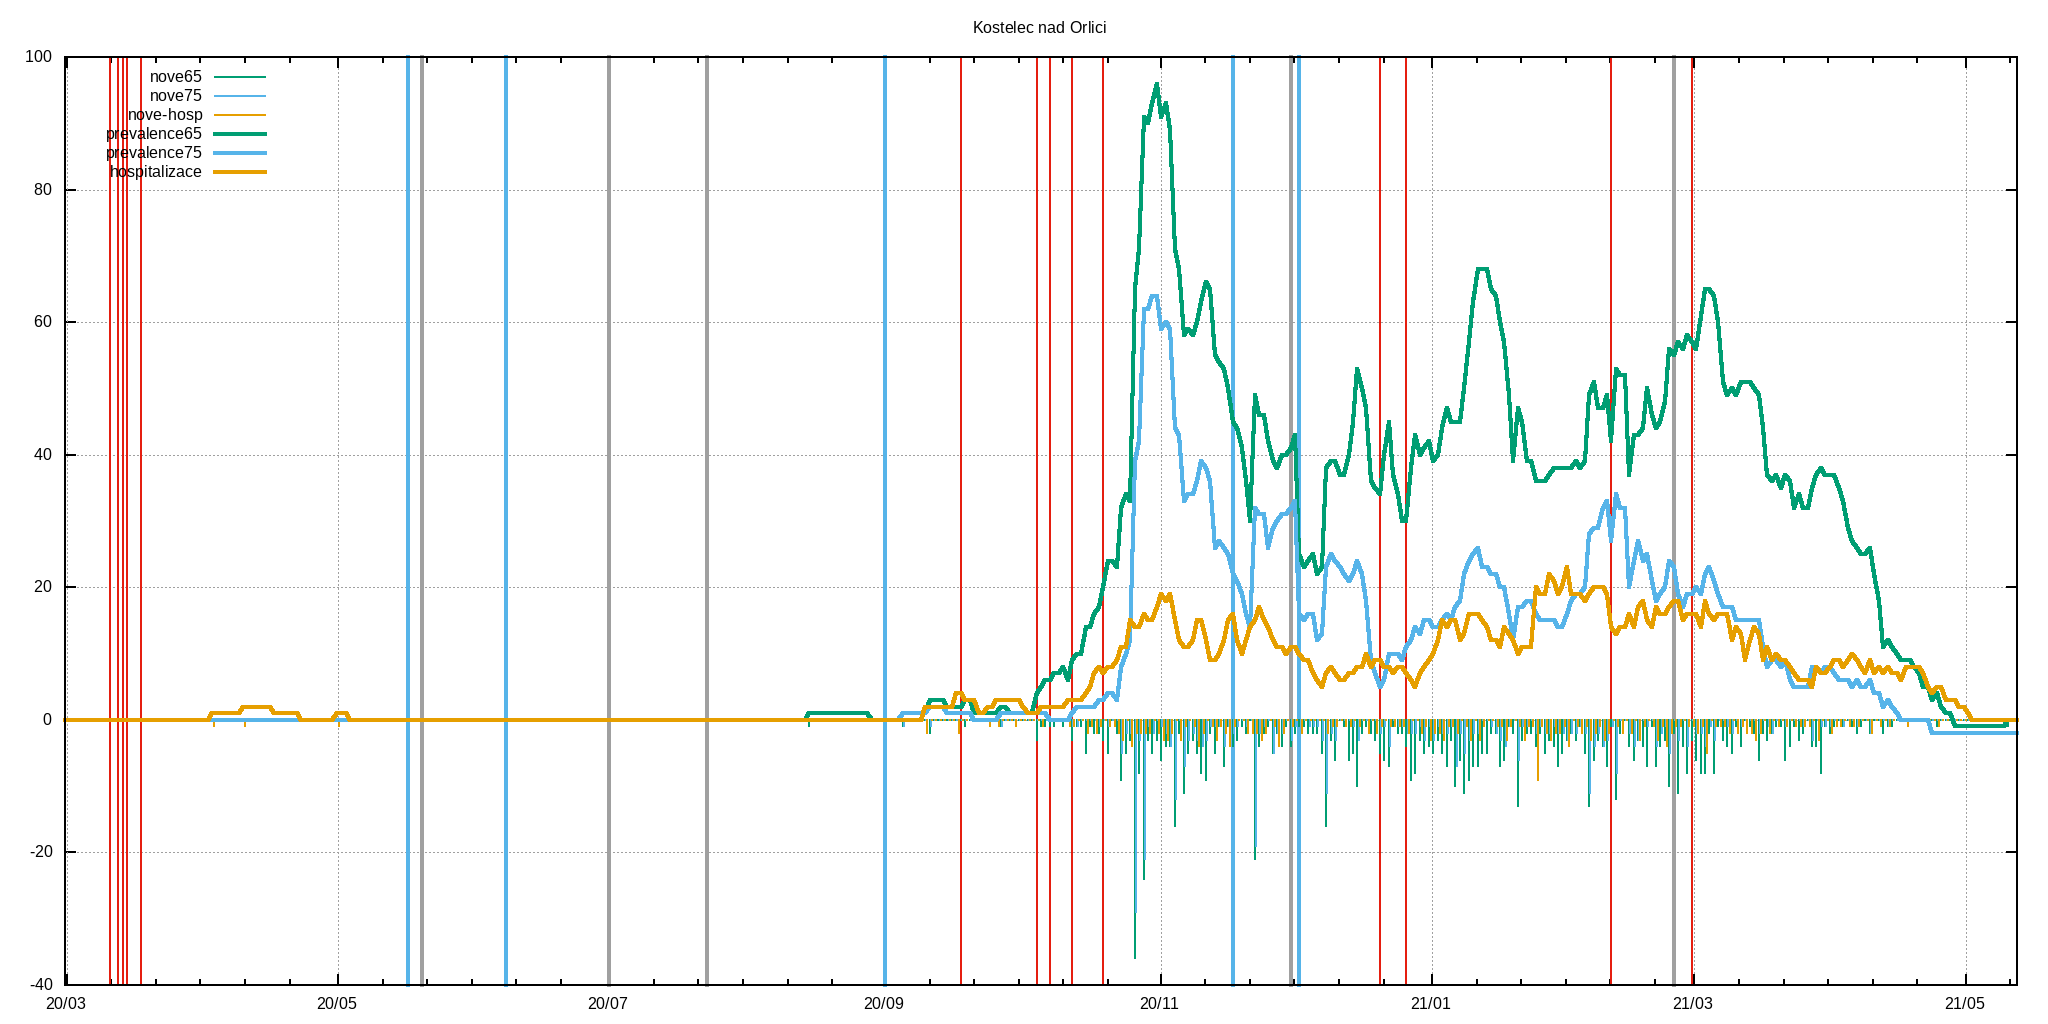 Kostelec nad Orlici
100
80
60
40
20
0
-20
-40
nove65
nove75
nove-hosp
prevalence65
prevalence75
hospitalizace
20/03 20/05 20/07 20/09 20/11 21/01 21/03 21/05